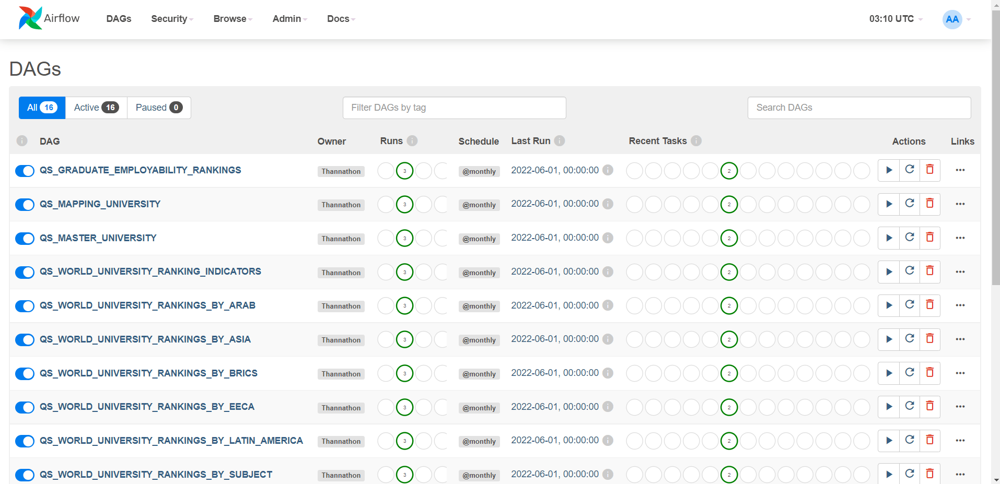 Airflow DAGs Security Browse Admin Docs 03:10 UTC AA
DAGs
All 16 Active 16 Paused 0 Filter DAGs by tag Search DAGs
i DAG Owner Runs i Schedule Last Run i Recent Tasks i Actions Links
QS_GRADUATE_EMPLOYABILITY_RANKINGS Thannathon 3 @monthly 2022-06-01, 00:00:00 i 2
QS_MAPPING_UNIVERSITY Thannathon 3 @monthly 2022-06-01, 00:00:00 i 2
QS_MASTER_UNIVERSITY Thannathon 3 @monthly 2022-06-01, 00:00:00 i 2
QS_WORLD_UNIVERSITY_RANKING_INDICATORS Thannathon 3 @monthly 2022-06-01, 00:00:00 i 2
QS_WORLD_UNIVERSITY_RANKINGS_BY_ARAB Thannathon 3 @monthly 2022-06-01, 00:00:00 i 2
QS_WORLD_UNIVERSITY_RANKINGS_BY_ASIA Thannathon 3 @monthly 2022-06-01, 00:00:00 i 2
QS_WORLD_UNIVERSITY_RANKINGS_BY_BRICS Thannathon 3 @monthly 2022-06-01, 00:00:00 i 2
QS_WORLD_UNIVERSITY_RANKINGS_BY_EECA Thannathon 3 @monthly 2022-06-01, 00:00:00 i 2
QS_WORLD_UNIVERSITY_RANKINGS_BY_LATIN_AMERICA Thannathon 3 @monthly 2022-06-01, 00:00:00 i 2
QS_WORLD_UNIVERSITY_RANKINGS_BY_SUBJECT Thannathon 3 @monthly 2022-06-01, 00:00:00 i 2